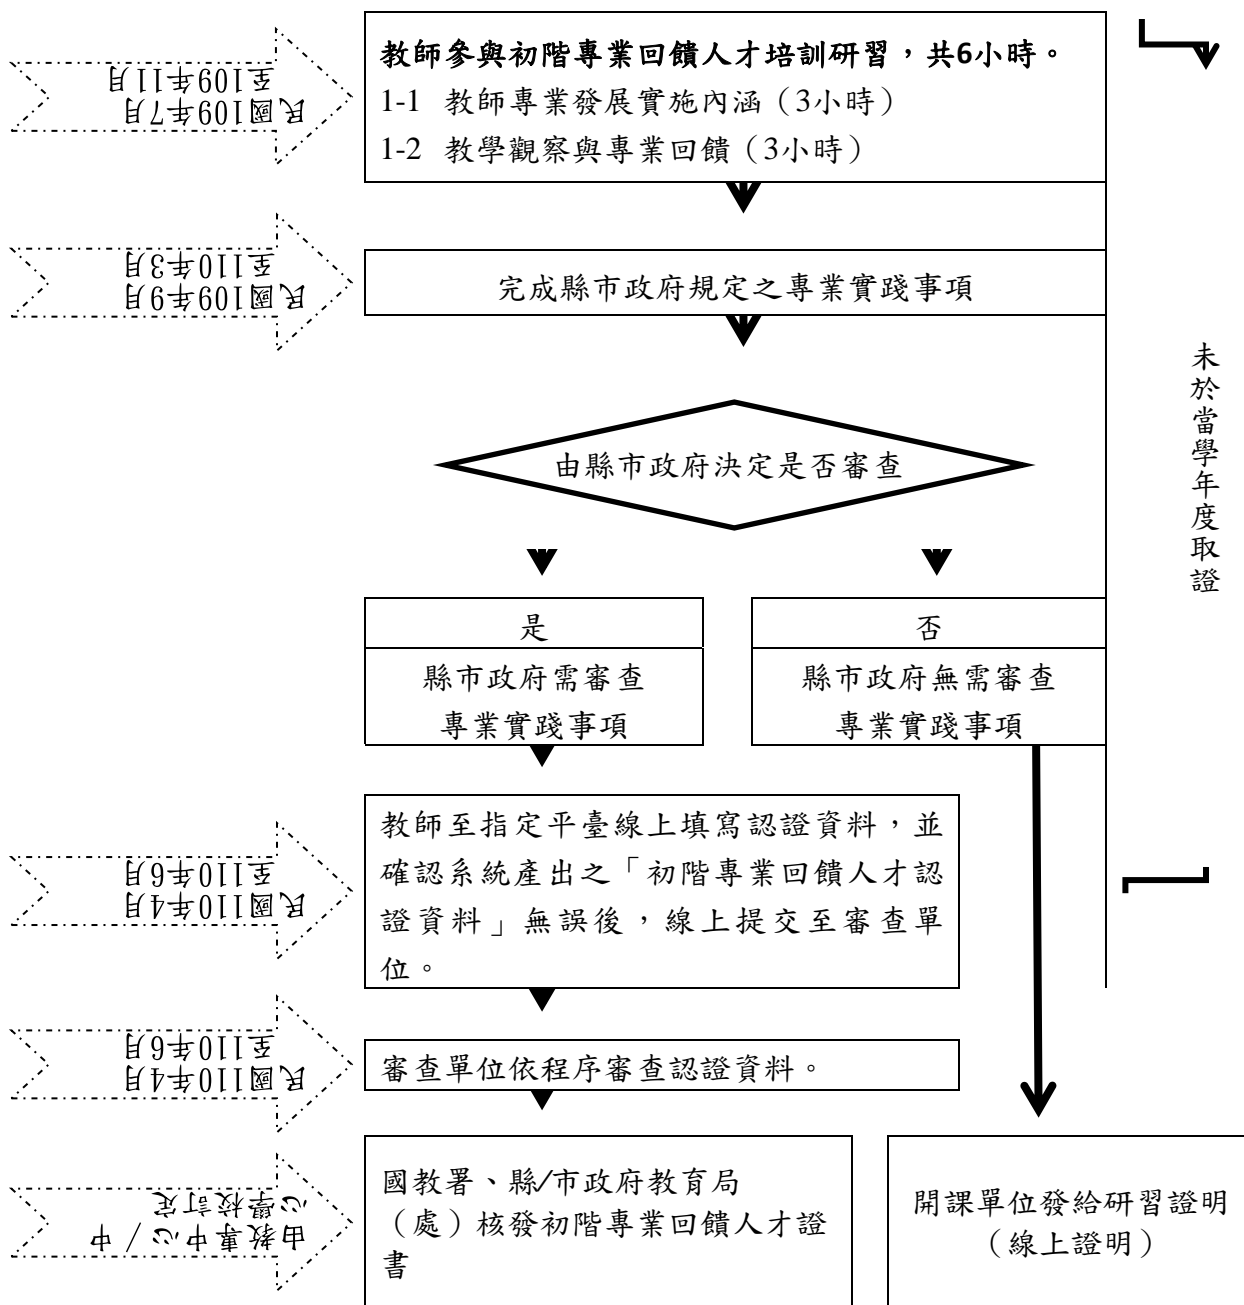 民國109年7月
至109年11月
教師參與初階專業回饋人才培訓研習，共6小時。
1-1 教師專業發展實施內涵（3小時）
1-2 教學觀察與專業回饋（3小時）
民國109年9月
至110年3月
完成縣市政府規定之專業實踐事項
未於當學年度取證
由縣市政府決定是否審查
是
縣市政府需審查
專業實踐事項
否
縣市政府無需審查
專業實踐事項
民國110年4月
至110年6月
教師至指定平臺線上填寫認證資料，並
確認系統產出之「初階專業回饋人才認
證資料」無誤後，線上提交至審查單
位。
民國110年4月
至110年6月
審查單位依程序審查認證資料。
由教專中心/中
心學校訂定
國教署、縣/市政府教育局
（處）核發初階專業回饋人才證
書
開課單位發給研習證明
（線上證明）